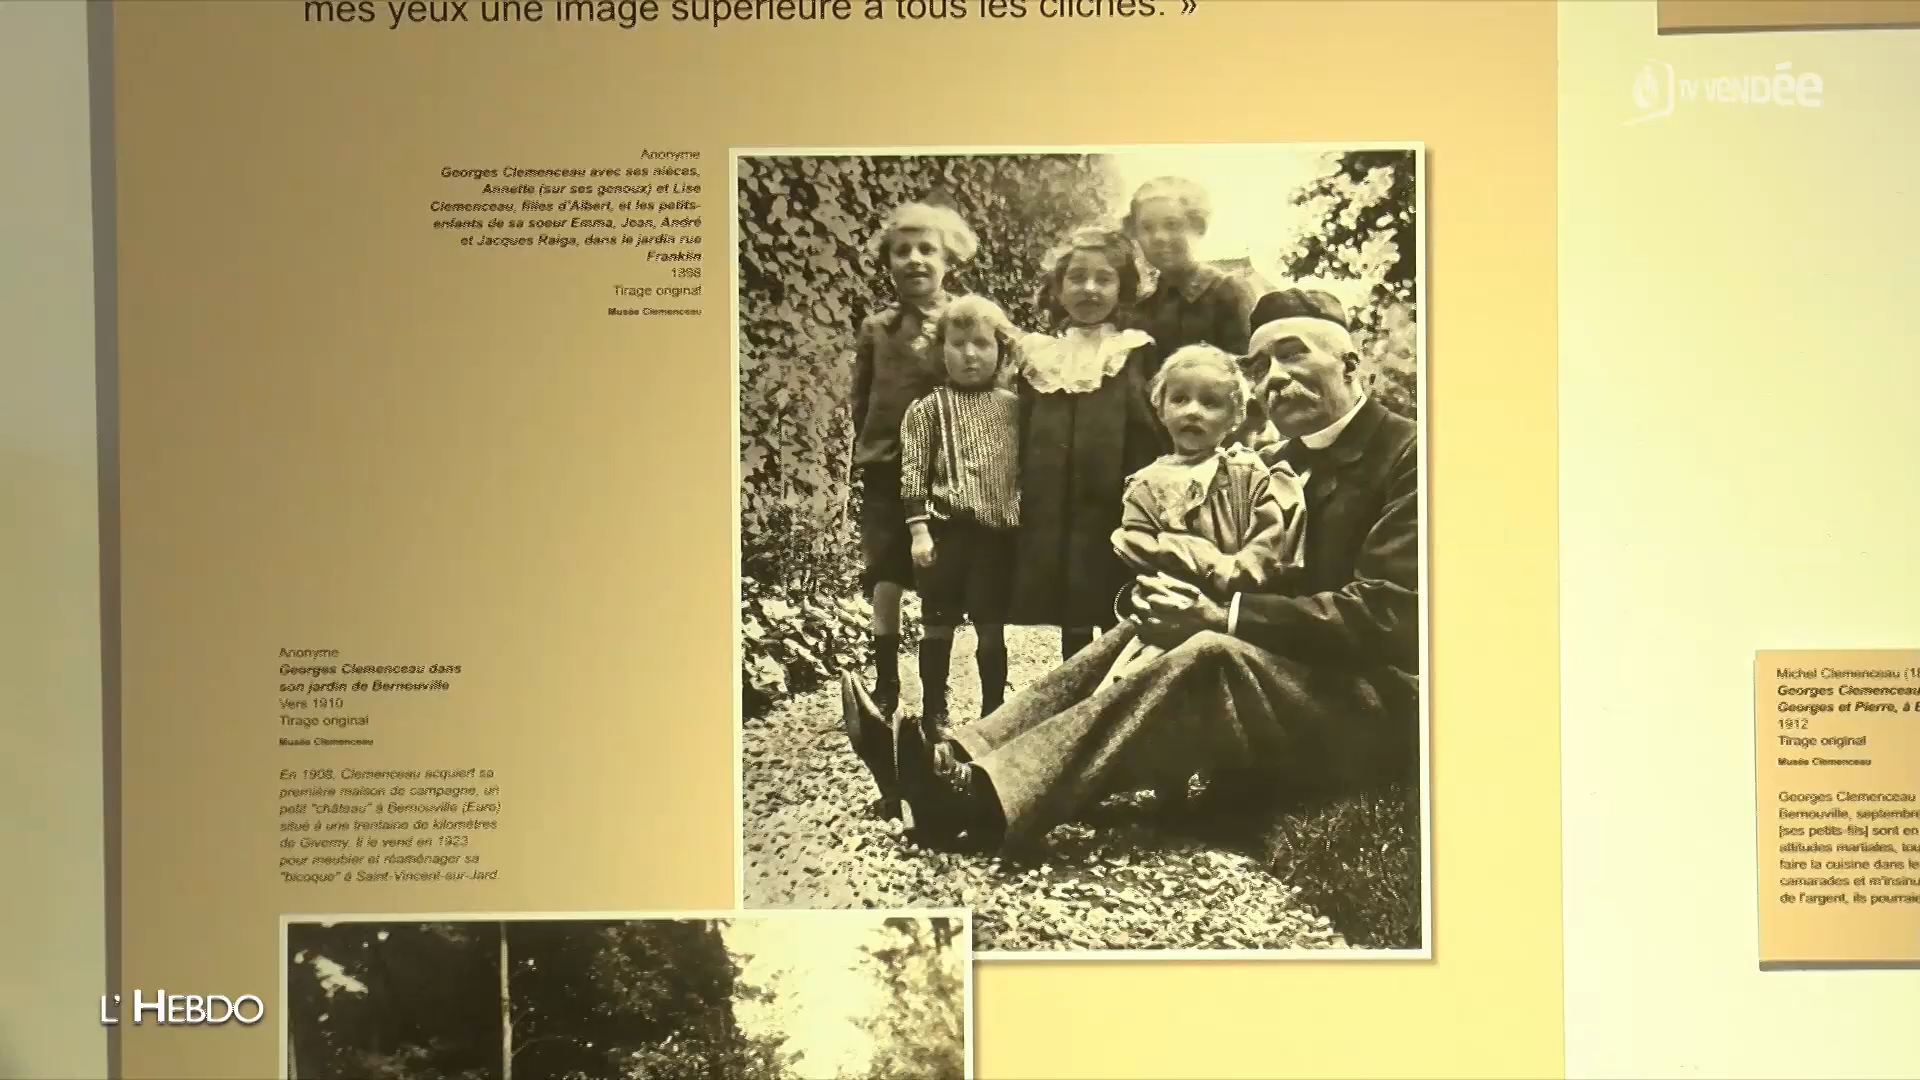 mes yeux une image supérieure à tous les clichés. »
TV VENDÉE
Anonyme
Georges Clemenceau avec ses nièces,
Annette (sur ses genoux) et Lise
Clemenceau, filles d'Albert, et les petits-
enfants de sa soeur Emma, Jean, André
et Jacques Raiga, dans le jardin rue
Franklin
1898
Tirage original
Musée Clemenceau
Anonyme
Georges Clemenceau dans
son jardin de Bernouville
Vers 1910
Tirage original
Musée Clemenceau
En 1908, Clemenceau acquiert sa
première maison de campagne, un
petit "château" à Bernouville (Eure)
situé à une trentaine de kilomètres
de Giverny. Il le vend en 1923
pour meubler et réaménager sa
"bicoque" à Saint-Vincent-sur-Jard.
Michel Clemenceau (18
Georges Clemenceau
Georges et Pierre, à B
1912
Tirage original
Musée Clemenceau
Georges Clemenceau
Bernouville, septembre
[ses petits-fils] sont en
attitudes martiales, tou
faire la cuisine dans le
camarades et m'insinu
de l'argent, ils pourraie
L'HEBDO